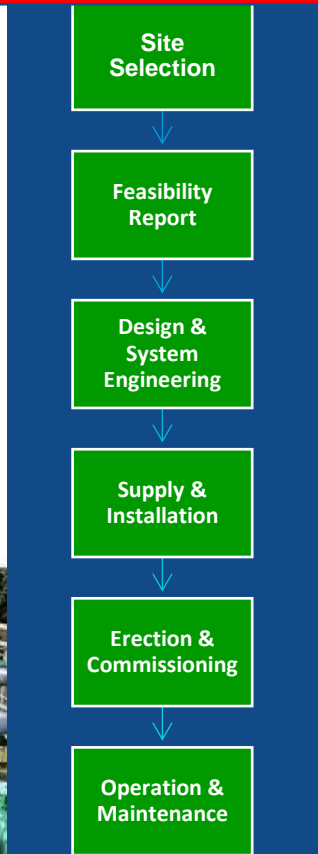 Site
Selection
Feasibility
Report
Design &
System
Engineering
Supply &
Installation
Erection &
Commissioning
Operation &
Maintenance